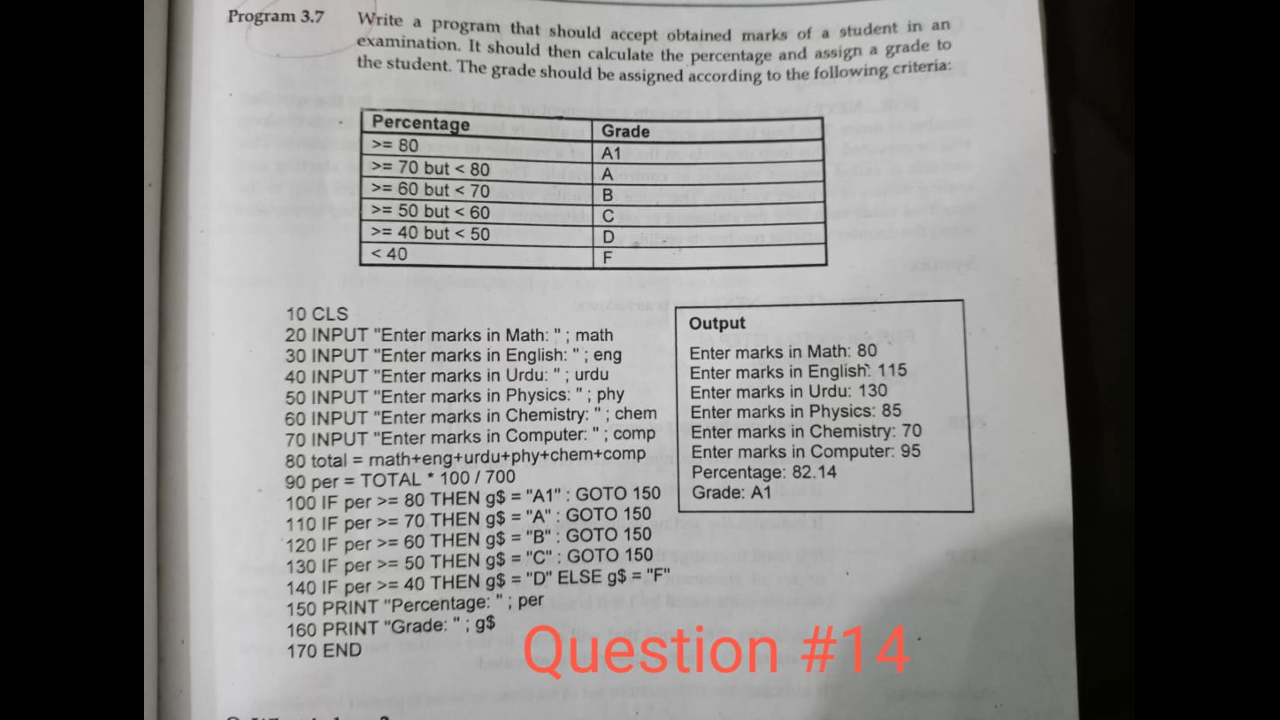 Program 3.7 Write a program that should accept obtained marks of a student in an
examination. It should then calculate the percentage and assign a grade to
the student. The grade should be assigned according to the following criteria:
Percentage Grade
>= 80 A1
>= 70 but < 80 A
>= 60 but < 70 B
>= 50 but < 60 C
>= 40 but < 50 D
< 40 F
10 CLS
20 INPUT "Enter marks in Math: " ; math
30 INPUT "Enter marks in English: " ; eng
40 INPUT "Enter marks in Urdu: " ; urdu
50 INPUT "Enter marks in Physics: " ; phy
60 INPUT "Enter marks in Chemistry: " ; chem
70 INPUT "Enter marks in Computer: " ; comp
80 total = math+eng+urdu+phy+chem+comp
90 per = TOTAL * 100 / 700
100 IF per >= 80 THEN g$ = "A1" : GOTO 150
110 IF per >= 70 THEN g$ = "A" : GOTO 150
120 IF per >= 60 THEN g$ = "B" : GOTO 150
130 IF per >= 50 THEN g$ = "C" : GOTO 150
140 IF per >= 40 THEN g$ = "D" ELSE g$ = "F"
150 PRINT "Percentage: " ; per
160 PRINT "Grade: " ; g$
170 END
Output
Enter marks in Math: 80
Enter marks in English: 115
Enter marks in Urdu: 130
Enter marks in Physics: 85
Enter marks in Chemistry: 70
Enter marks in Computer: 95
Percentage: 82.14
Grade: A1
Question #14